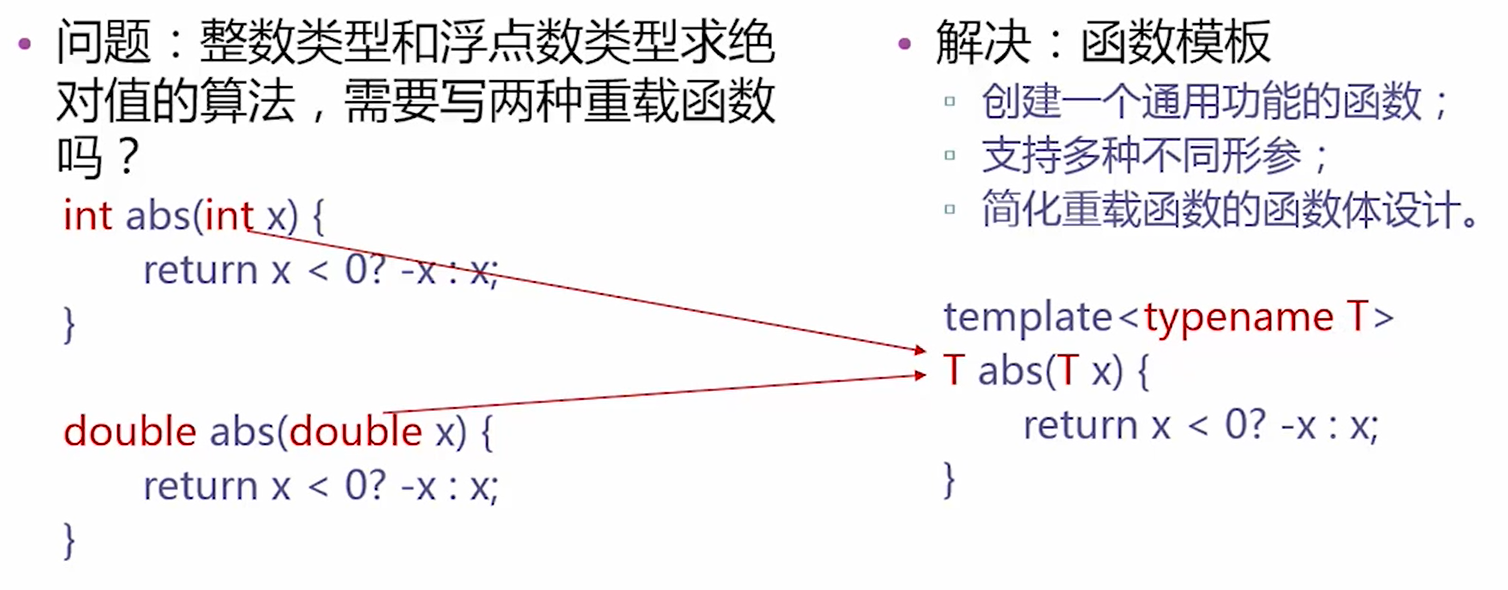 • 问题：整数类型和浮点数类型求绝
对值的算法，需要写两种重载函数
吗？
int abs(int x) {
return x < 0? -x : x;
}
double abs(double x) {
return x < 0? -x : x;
}
• 解决：函数模板
▫ 创建一个通用功能的函数；
▫ 支持多种不同形参；
▫ 简化重载函数的函数体设计。
template<typename T>
T abs(T x) {
return x < 0? -x : x;
}